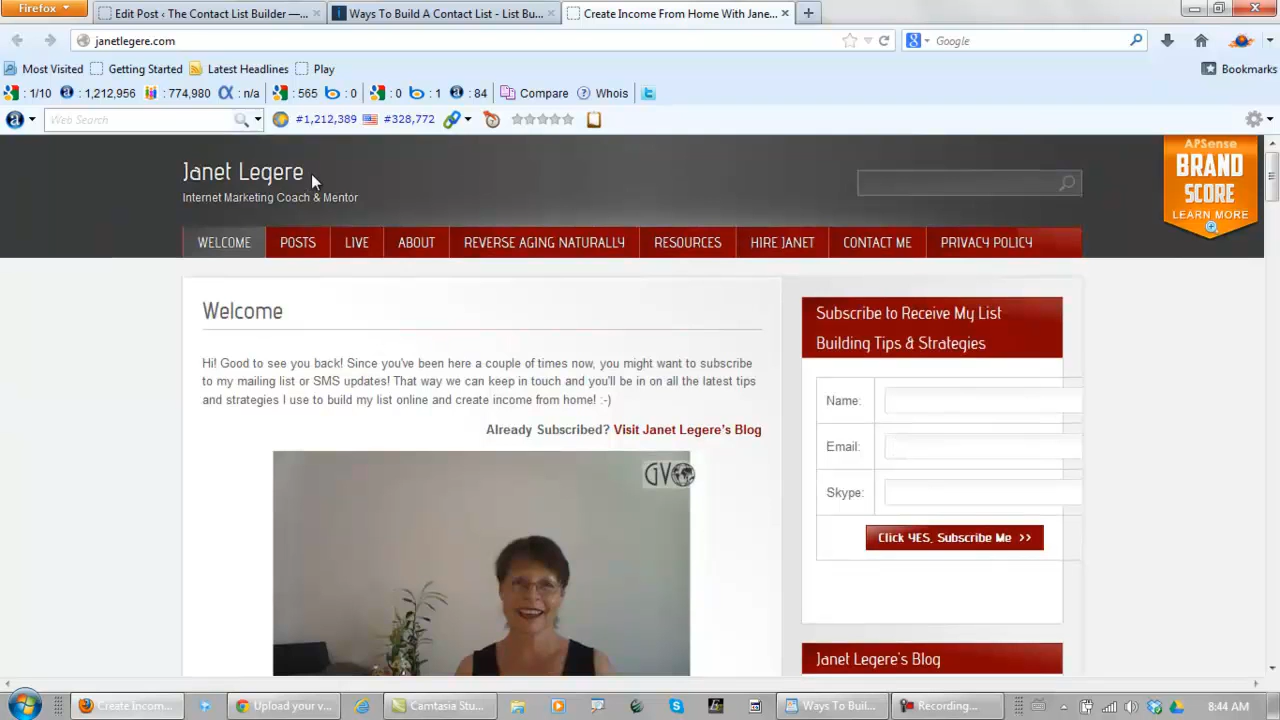 Firefox
Edit Post ‹ The Contact List Builder —...
Ways To Build A Contact List - List Bu...
Create Income From Home With Jane...
janetlegere.com
Google
Most Visited
Getting Started
Latest Headlines
Play
Bookmarks
: 1/10
: 1,212,956
: 774,980
: n/a
: 565
: 0
: 0
: 1
: 84
Compare
Whois
Web Search
#1,212,389
#328,772
Janet Legere
Internet Marketing Coach & Mentor
APSense
BRAND
SCORE
LEARN MORE
WELCOME
POSTS
LIVE
ABOUT
REVERSE AGING NATURALLY
RESOURCES
HIRE JANET
CONTACT ME
PRIVACY POLICY
Welcome
Hi! Good to see you back! Since you've been here a couple of times now, you might want to subscribe
to my mailing list or SMS updates! That way we can keep in touch and you'll be in on all the latest tips
and strategies I use to build my list online and create income from home! :-)
Already Subscribed? Visit Janet Legere's Blog
GVO
Subscribe to Receive My List
Building Tips & Strategies
Name:
Email:
Skype:
Click YES, Subscribe Me >>
Janet Legere's Blog
Create Incom...
Upload your v...
Camtasia Stu...
Ways To Buil...
Recording...
8:44 AM